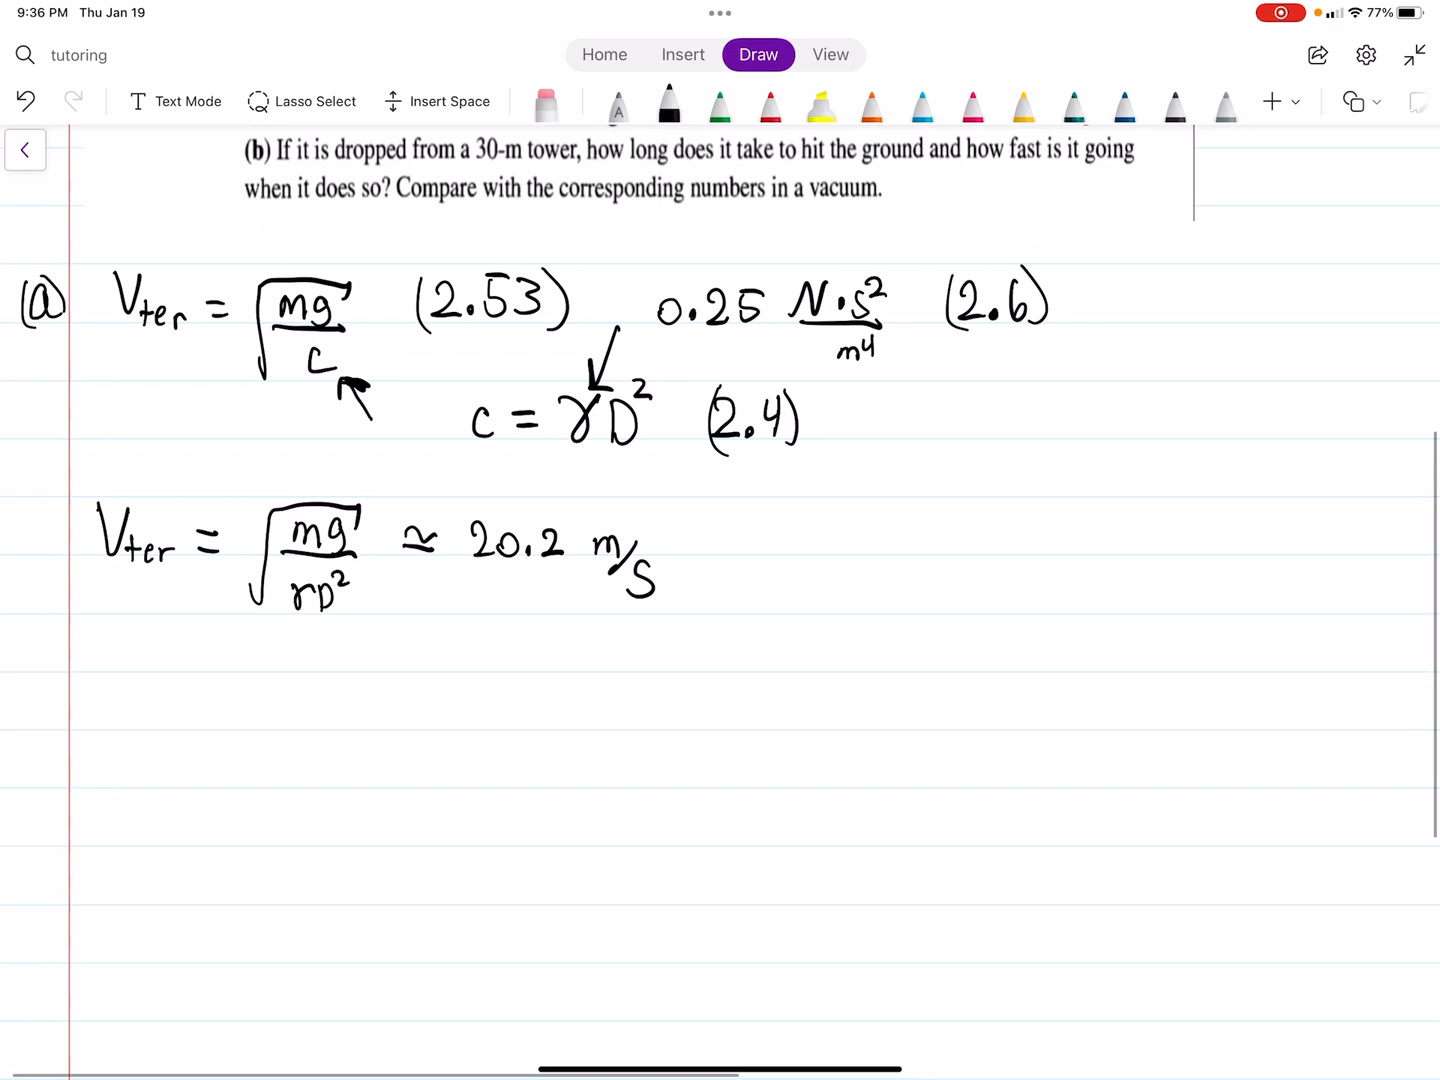 9:36 PM Thu Jan 19 77%
tutoring Home Insert Draw View
Text Mode Lasso Select Insert Space A
(b) If it is dropped from a 30-m tower, how long does it take to hit the ground and how fast is it going
when it does so? Compare with the corresponding numbers in a vacuum.
(a) V_ter = √(mg/c) (2.53) 0.25 N·s²/m⁴ (2.6)
c = γD² (2.4)
V_ter = √(mg/γD²) ≃ 20.2 m/s